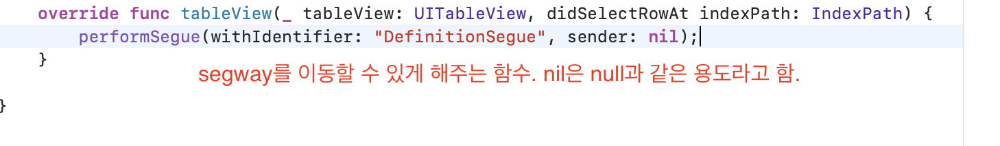 override func tableView(_ tableView: UITableView, didSelectRowAt indexPath: IndexPath) {
performSegue(withIdentifier: "DefinitionSegue", sender: nil);
}
segway를 이동할 수 있게 해주는 함수. nil은 null과 같은 용도라고 함.
}